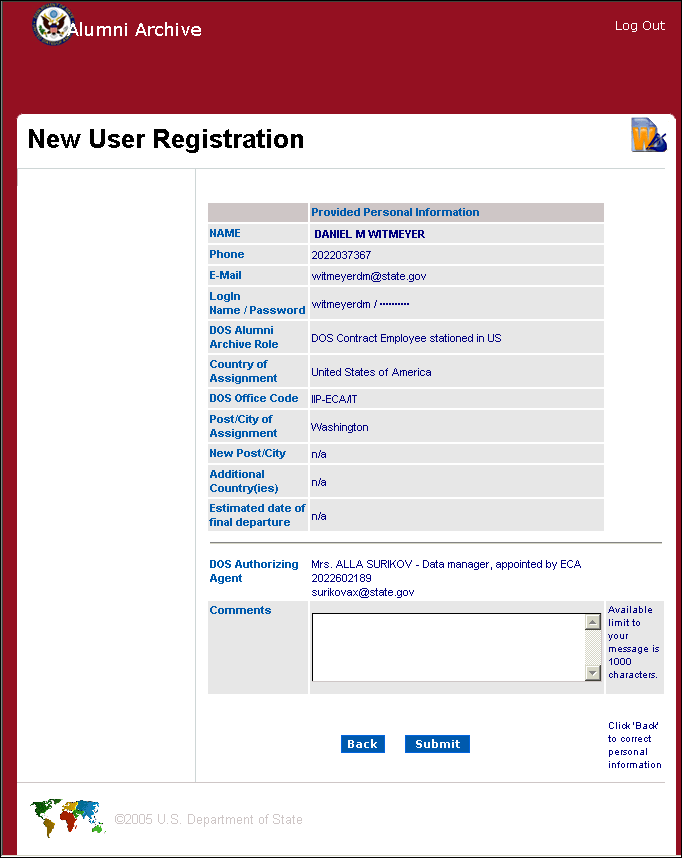 Alumni Archive
Log Out
New User Registration
Provided Personal Information
NAME DANIEL M WITMEYER
Phone 2022037367
E-Mail witmeyerdm@state.gov
LogIn
Name / Password witmeyerdm / ••••••••••
DOS Alumni
Archive Role DOS Contract Employee stationed in US
Country of
Assignment United States of America
DOS Office Code IIP-ECA/IT
Post/City of
Assignment Washington
New Post/City n/a
Additional
Country(ies) n/a
Estimated date of
final departure n/a
DOS Authorizing Mrs. ALLA SURIKOV - Data manager, appointed by ECA
Agent 2022602189
surikovax@state.gov
Comments
Available
limit to
your
message is
1000
characters.
Click 'Back'
to correct
personal
information
Back Submit
©2005 U.S. Department of State